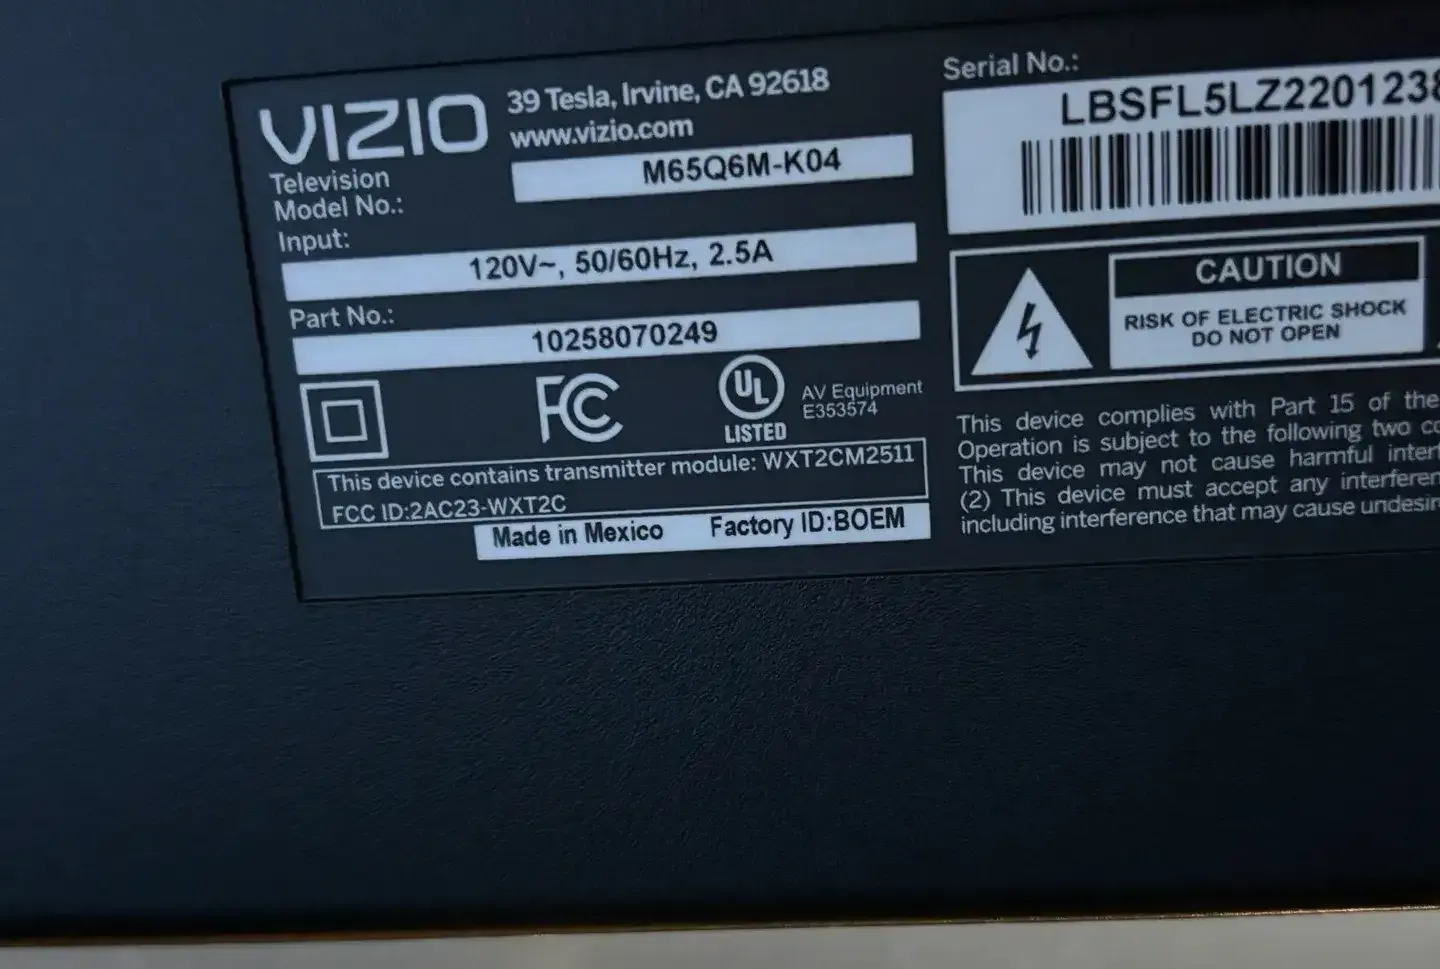 VIZIO
39 Tesla, Irvine, CA 92618
www.vizio.com
Television
Model No.:
M65Q6M-K04
Input:
120V~, 50/60Hz, 2.5A
Part No.:
10258070249
FC
UL
LISTED
AV Equipment
E353574
This device contains transmitter module: WXT2CM2511
FCC ID:2AC23-WXT2C
Made in Mexico Factory ID:BOEM
Serial No.:
LBSFL5LZ2201238
CAUTION
RISK OF ELECTRIC SHOCK
DO NOT OPEN
This device complies with Part 15 of the
Operation is subject to the following two
This device may not cause harmful
(2) This device must accept any
including interference that may cause